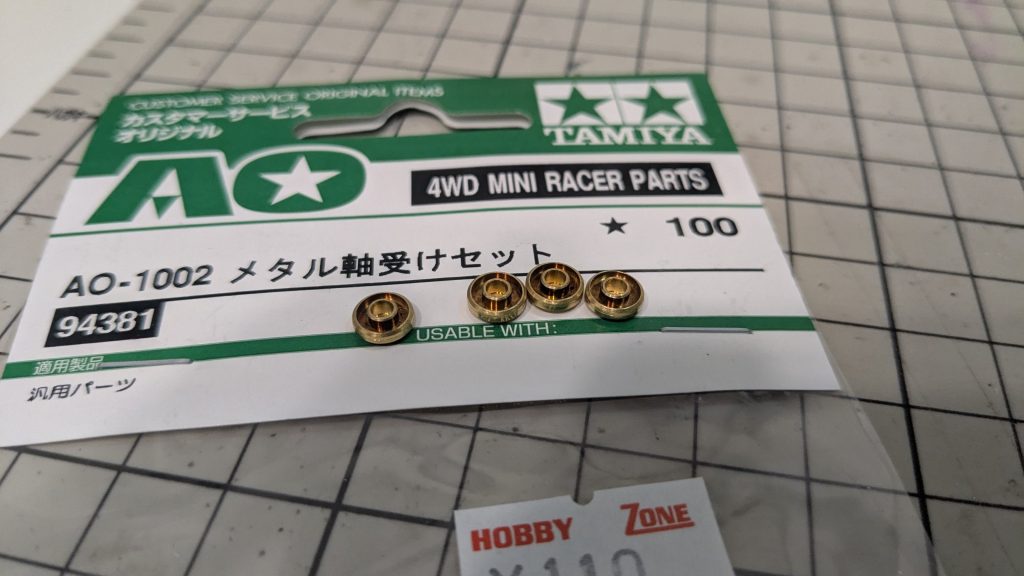 CUSTOMER SERVICE ORIGINAL ITEMS
カスタマーサービス
オリジナル
TAMIYA
AO
4WD MINI RACER PARTS
★ 100
AO-1002 メタル軸受けセット
94381
USABLE WITH:
適用製品
汎用パーツ
HOBBY ZONE
¥110